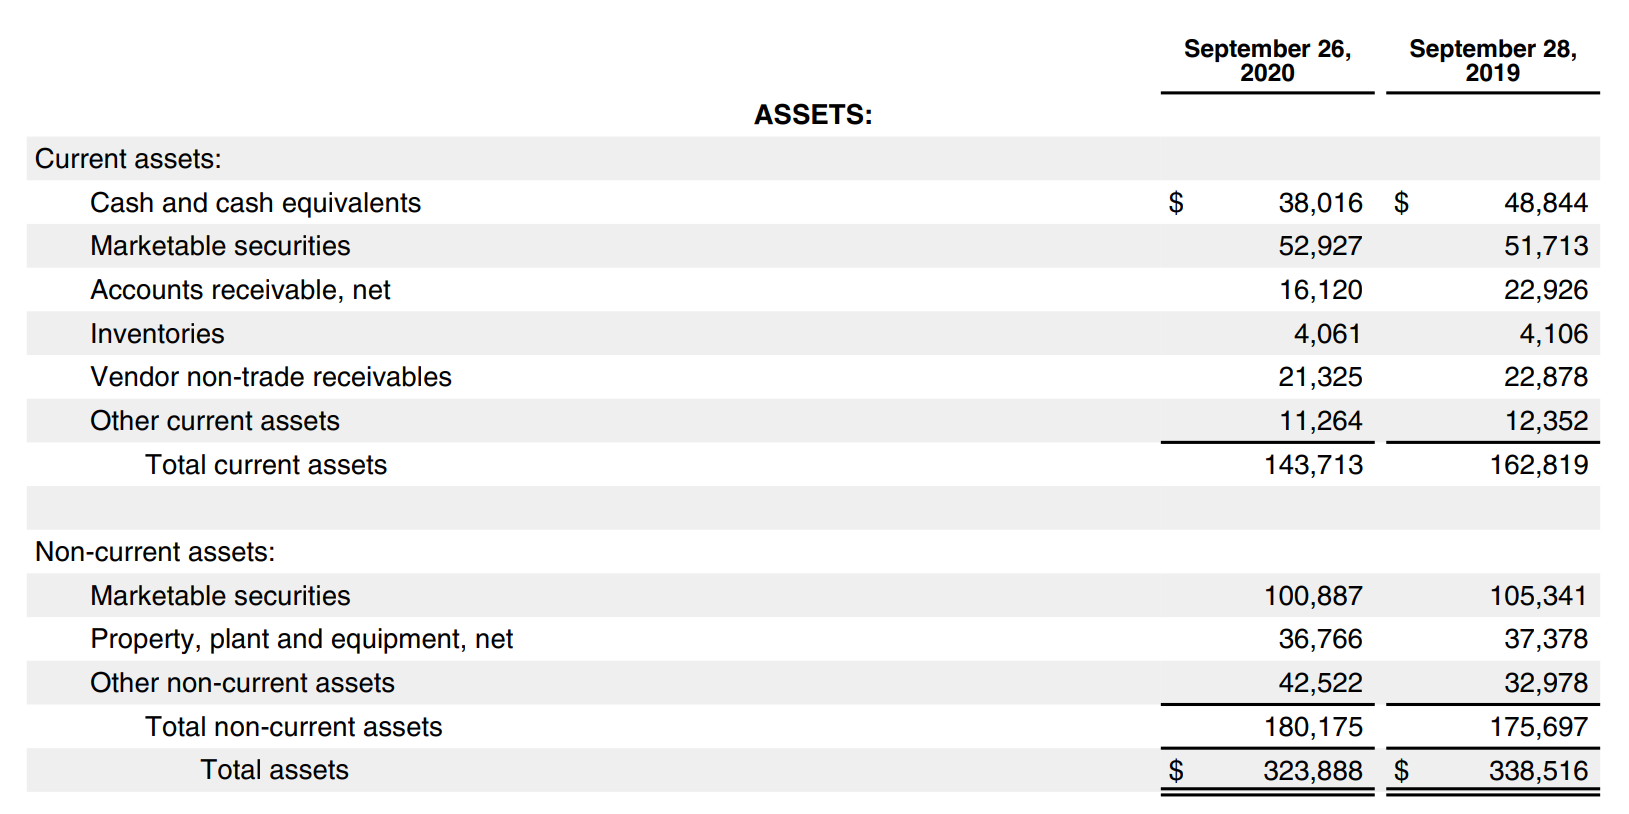 September 26, 2020 September 28, 2019
ASSETS:
Current assets:
Cash and cash equivalents $ 38,016 $ 48,844
Marketable securities 52,927 51,713
Accounts receivable, net 16,120 22,926
Inventories 4,061 4,106
Vendor non-trade receivables 21,325 22,878
Other current assets 11,264 12,352
Total current assets 143,713 162,819
Non-current assets:
Marketable securities 100,887 105,341
Property, plant and equipment, net 36,766 37,378
Other non-current assets 42,522 32,978
Total non-current assets 180,175 175,697
Total assets $ 323,888 $ 338,516